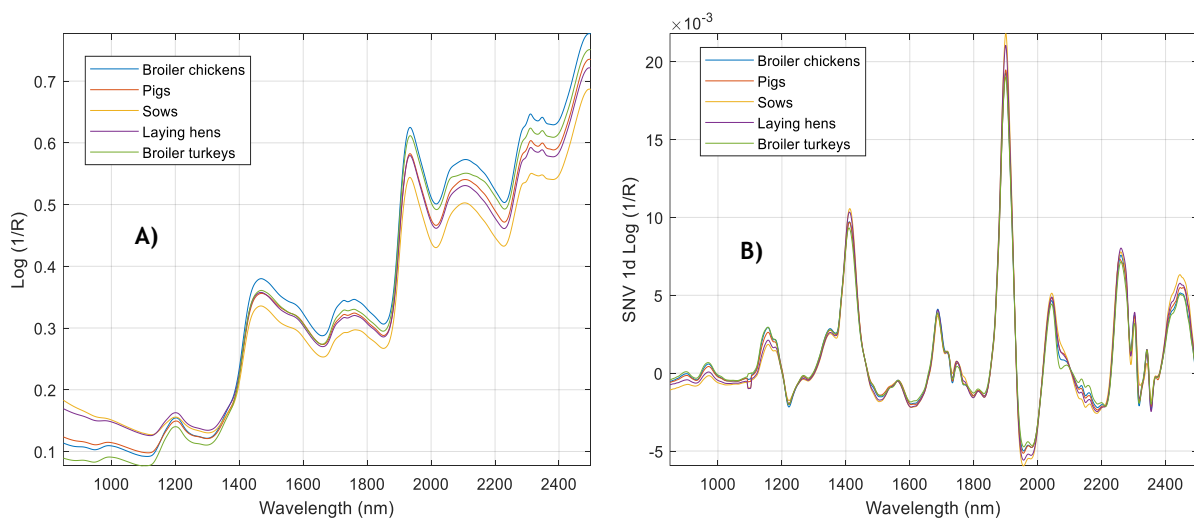 0.7
0.6
0.5
0.4
0.3
0.2
0.1
Log (1/R)
Broiler chickens
Pigs
Sows
Laying hens
Broiler turkeys
A)
1000 1200 1400 1600 1800 2000 2200 2400
Wavelength (nm)
×10⁻³
20
15
10
5
0
-5
SNV 1d Log (1/R)
Broiler chickens
Pigs
Sows
Laying hens
Broiler turkeys
B)
1000 1200 1400 1600 1800 2000 2200 2400
Wavelength (nm)